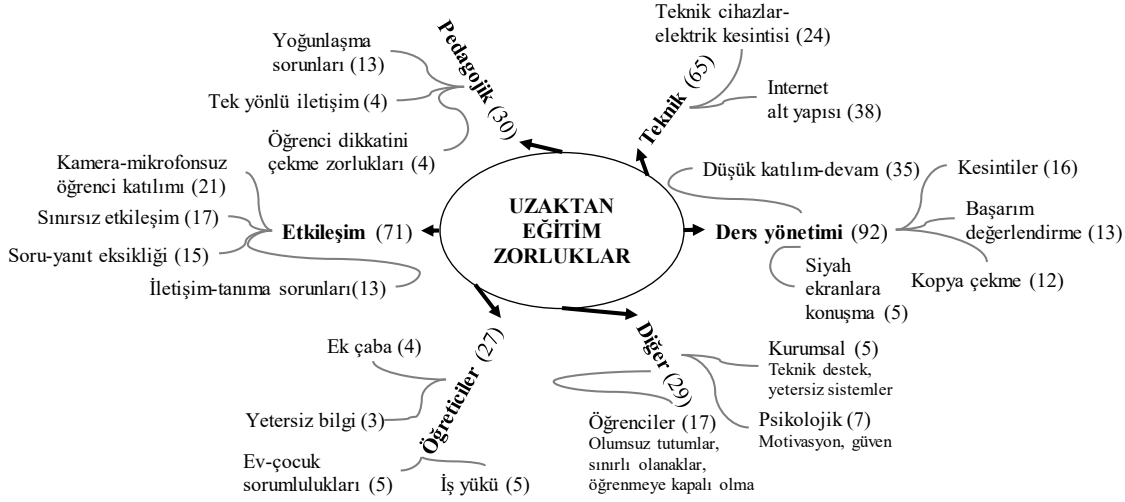 UZAKTAN
EĞİTİM
ZORLUKLAR
Pedagojik (30)
Yoğunlaşma
sorunları (13)
Tek yönlü iletişim (4)
Öğrenci dikkatini
çekme zorlukları (4)
Teknik (65)
Teknik cihazlar-
elektrik kesintisi (24)
Internet
alt yapısı (38)
Etkileşim (71)
Kamera-mikrofonsuz
öğrenci katılımı (21)
Sınırsız etkileşim (17)
Soru-yanıt eksikliği (15)
İletişim-tanıma sorunları(13)
Ders yönetimi (92)
Düşük katılım-devam (35)
Kesintiler (16)
Başarım
değerlendirme (13)
Kopya çekme (12)
Siyah
ekranlara
konuşma (5)
Öğreticiler (27)
Ek çaba (4)
Yetersiz bilgi (3)
Ev-çocuk
sorumlulukları (5)
İş yükü (5)
Diğer (29)
Kurumsal (5)
Teknik destek,
yetersiz sistemler
Psikolojik (7)
Motivasyon, güven
Öğrenciler (17)
Olumsuz tutumlar,
sınırlı olanaklar,
öğrenmeye kapalı olma